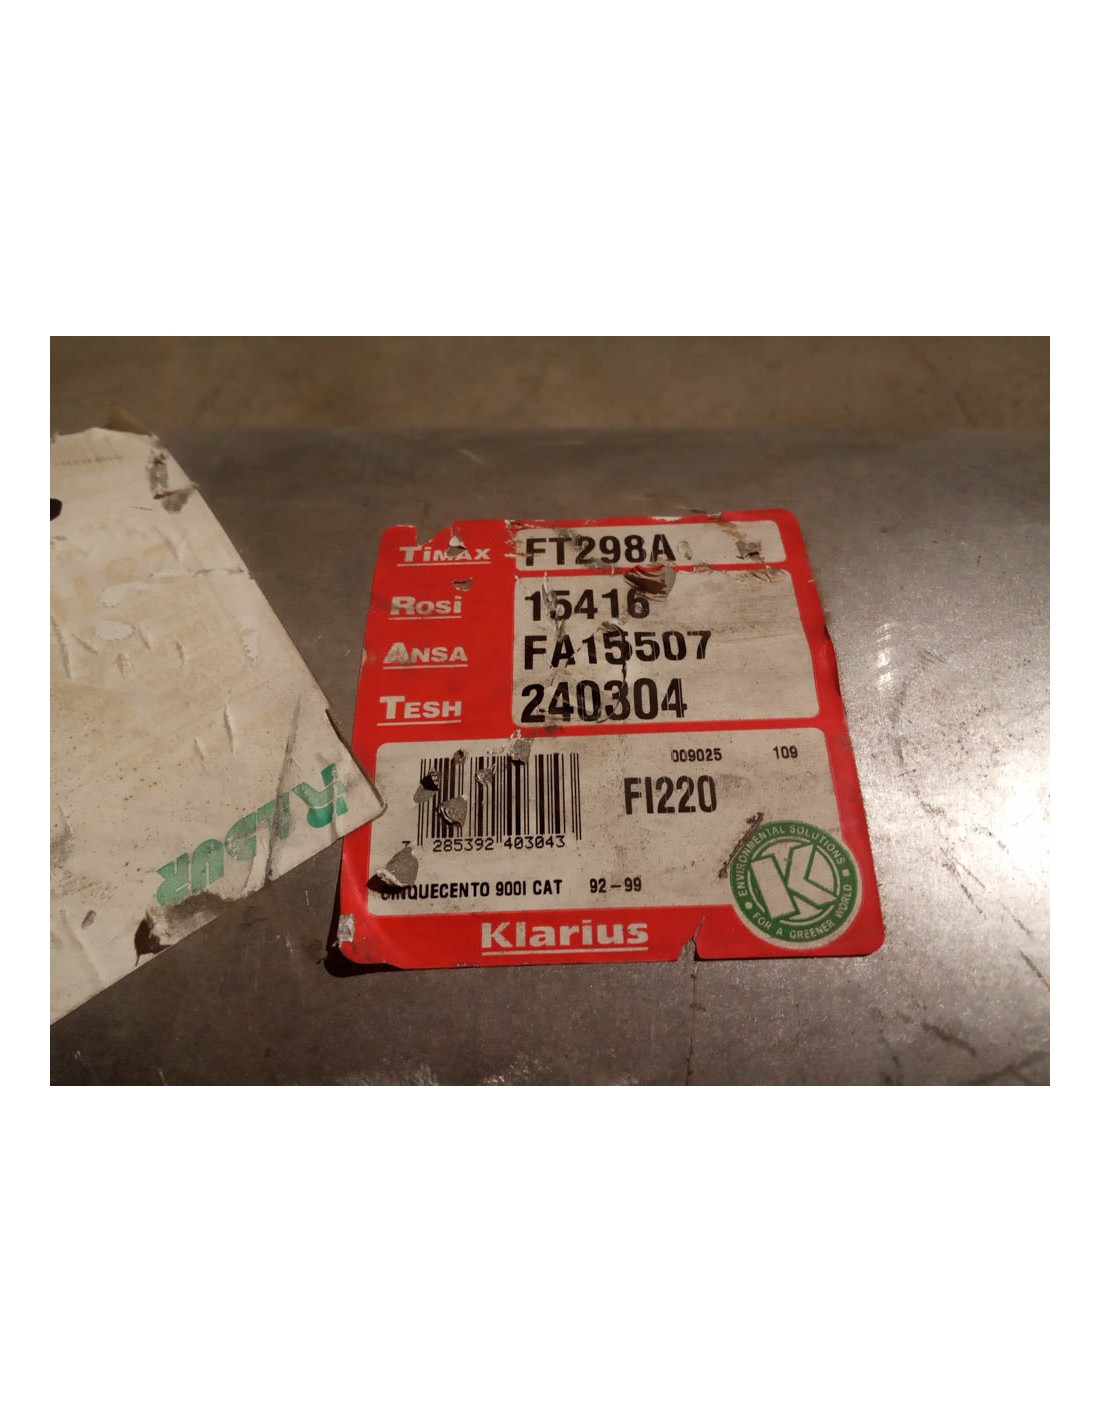 TIMAX FT298A
ROSI 15416
ANSA FA15507
TESH 240304
009025 109
FI220
3 285392 403043
CINQUECENTO 900I CAT 92-99
Klarius
ENVIRONMENTAL SOLUTIONS
K
FOR A GREENER WORLD